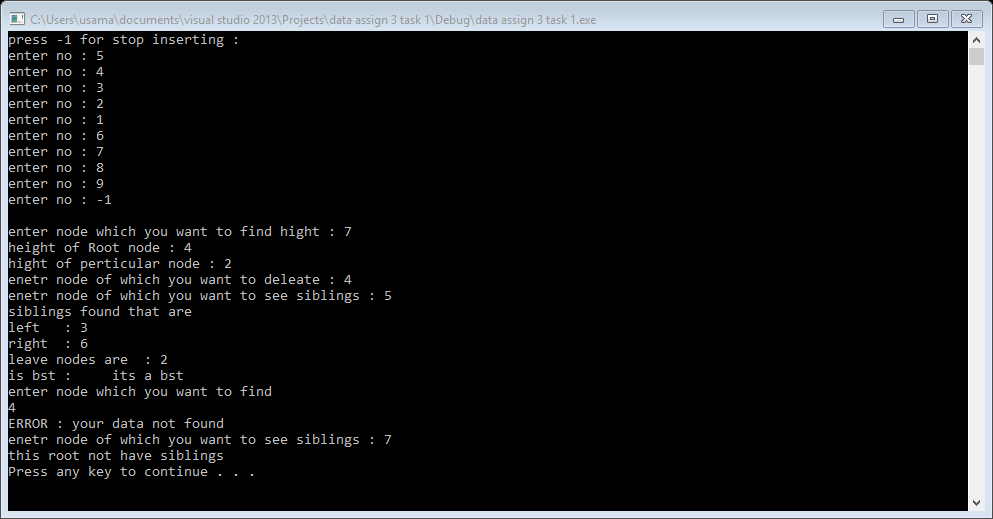 C:\Users\usama\documents\visual studio 2013\Projects\data assign 3 task 1\Debug\data assign 3 task 1.exe
press -1 for stop inserting :
enter no : 5
enter no : 4
enter no : 3
enter no : 2
enter no : 1
enter no : 6
enter no : 7
enter no : 8
enter no : 9
enter no : -1
enter node which you want to find hight : 7
height of Root node : 4
hight of perticular node : 2
enetr node of which you want to deleate : 4
enetr node of which you want to see siblings : 5
siblings found that are
left   : 3
right  : 6
leave nodes are  : 2
is bst :     its a bst
enter node which you want to find
4
ERROR : your data not found
enetr node of which you want to see siblings : 7
this root not have siblings
Press any key to continue . . .